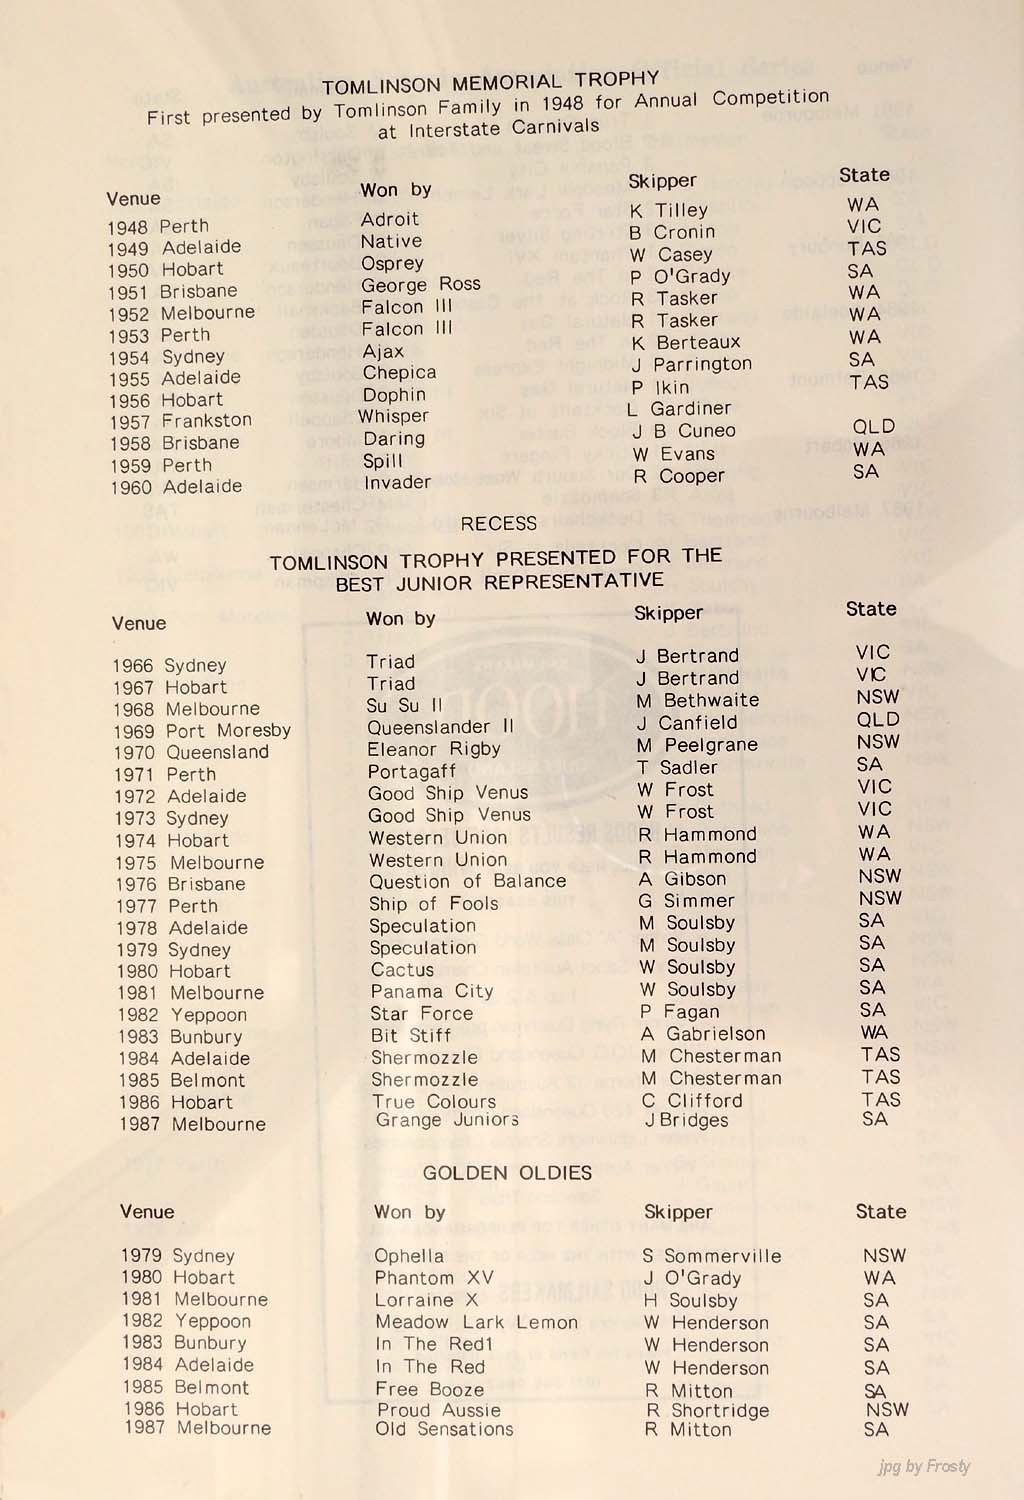 TOMLINSON MEMORIAL TROPHY
First presented by Tomlinson Family in 1948 for Annual Competition
at Interstate Carnivals
Venue Won by Skipper State
1948 Perth Adroit K Tilley WA
1949 Adelaide Native B Cronin VIC
1950 Hobart Osprey W Casey TAS
1951 Brisbane George Ross P O'Grady SA
1952 Melbourne Falcon III R Tasker WA
1953 Perth Falcon III R Tasker WA
1954 Sydney Ajax K Berteaux WA
1955 Adelaide Chepica J Parrington SA
1956 Hobart Dophin P Ikin TAS
1957 Frankston Whisper L Gardiner
1958 Brisbane Daring J B Cuneo QLD
1959 Perth Spill W Evans WA
1960 Adelaide Invader R Cooper SA
RECESS
TOMLINSON TROPHY PRESENTED FOR THE
BEST JUNIOR REPRESENTATIVE
Venue Won by Skipper State
1966 Sydney Triad J Bertrand VIC
1967 Hobart Triad J Bertrand VIC
1968 Melbourne Su Su II M Bethwaite NSW
1969 Port Moresby Queenslander II J Canfield QLD
1970 Queensland Eleanor Rigby M Peelgrane NSW
1971 Perth Portagaff T Sadler SA
1972 Adelaide Good Ship Venus W Frost VIC
1973 Sydney Good Ship Venus W Frost VIC
1974 Hobart Western Union R Hammond WA
1975 Melbourne Western Union R Hammond WA
1976 Brisbane Question of Balance A Gibson NSW
1977 Perth Ship of Fools G Simmer NSW
1978 Adelaide Speculation M Soulsby SA
1979 Sydney Speculation M Soulsby SA
1980 Hobart Cactus W Soulsby SA
1981 Melbourne Panama City W Soulsby SA
1982 Yeppoon Star Force P Fagan SA
1983 Bunbury Bit Stiff A Gabrielson WA
1984 Adelaide Shermozzle M Chesterman TAS
1985 Belmont Shermozzle M Chesterman TAS
1986 Hobart True Colours C Clifford TAS
1987 Melbourne Grange Juniors J Bridges SA
GOLDEN OLDIES
Venue Won by Skipper State
1979 Sydney Ophella S Sommerville NSW
1980 Hobart Phantom XV J O'Grady WA
1981 Melbourne Lorraine X H Soulsby SA
1982 Yeppoon Meadow Lark Lemon W Henderson SA
1983 Bunbury In The Red1 W Henderson SA
1984 Adelaide In The Red W Henderson SA
1985 Belmont Free Booze R Mitton SA
1986 Hobart Proud Aussie R Shortridge NSW
1987 Melbourne Old Sensations R Mitton SA
jpg by Frosty